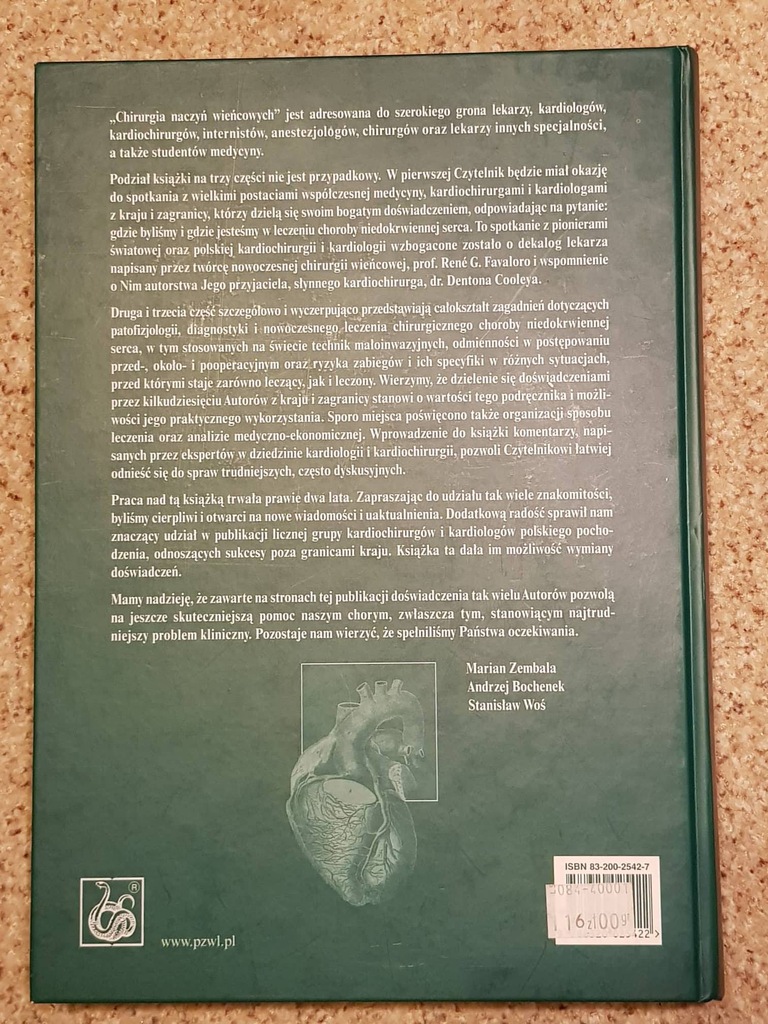 „Chirurgia naczyń wieńcowych” jest adresowana do szerokiego grona lekarzy, kardiologów,
kardiochirurgów, internistów, anestezjologów, chirurgów oraz lekarzy innych specjalności,
a także studentów medycyny.
Podział książki na trzy części nie jest przypadkowy. W pierwszej Czytelnik będzie miał okazję
do spotkania z wielkimi postaciami współczesnej medycyny, kardiochirurgami i kardiologami
z kraju i zagranicy, którzy dzielą się swoim bogatym doświadczeniem, odpowiadając na pytanie:
gdzie byliśmy i gdzie jesteśmy w leczeniu choroby niedokrwiennej serca. To spotkanie z pionierami
światowej oraz polskiej kardiochirurgii i kardiologii wzbogacone zostało o dekalog lekarza
napisany przez twórcę nowoczesnej chirurgii wieńcowej, prof. René G. Favaloro i wspomnienie
o Nim autorstwa Jego przyjaciela, słynnego kardiochirurga, dr. Dentona Cooleya.
Druga i trzecia część szczegółowo i wyczerpująco przedstawiają całokształt zagadnień dotyczących
patofizjologii, diagnostyki i nowoczesnego leczenia chirurgicznego choroby niedokrwiennej
serca, w tym stosowanych na świecie technik małoinwazyjnych, odmienności w postępowaniu
przed-, około- i pooperacyjnym oraz ryzyka zabiegów i ich specyfiki w różnych sytuacjach,
przed którymi staje zarówno leczący, jak i leczony. Wierzymy, że dzielenie się doświadczeniami
przez kilkudziesięciu Autorów z kraju i zagranicy stanowi o wartości tego podręcznika i możli-
wości jego praktycznego wykorzystania. Sporo miejsca poświęcono także organizacji sposobu
leczenia oraz analizie medyczno-ekonomicznej. Wprowadzenie do książki komentarzy, napi-
sanych przez ekspertów w dziedzinie kardiologii i kardiochirurgii, pozwoli Czytelnikowi łatwiej
odnieść się do spraw trudniejszych, często dyskusyjnych.
Praca nad tą książką trwała prawie dwa lata. Zapraszając do udziału tak wiele znakomitości,
byliśmy cierpliwi i otwarci na nowe wiadomości i uaktualnienia. Dodatkową radość sprawił nam
znaczący udział w publikacji licznej grupy kardiochirurgów i kardiologów polskiego pocho-
dzenia, odnoszących sukcesy poza granicami kraju. Książka ta dała im możliwość wymiany
doświadczeń.
Mamy nadzieję, że zawarte na stronach tej publikacji doświadczenia tak wielu Autorów pozwolą
na jeszcze skuteczniejszą pomoc naszym chorym, zwłaszcza tym, stanowiącym najtrud-
niejszy problem kliniczny. Pozostaje nam wierzyć, że spełniliśmy Państwa oczekiwania.
Marian Zembala
Andrzej Bochenek
Stanisław Woś
®
www.pzwl.pl
ISBN 83-200-2542-7
116zł00gr